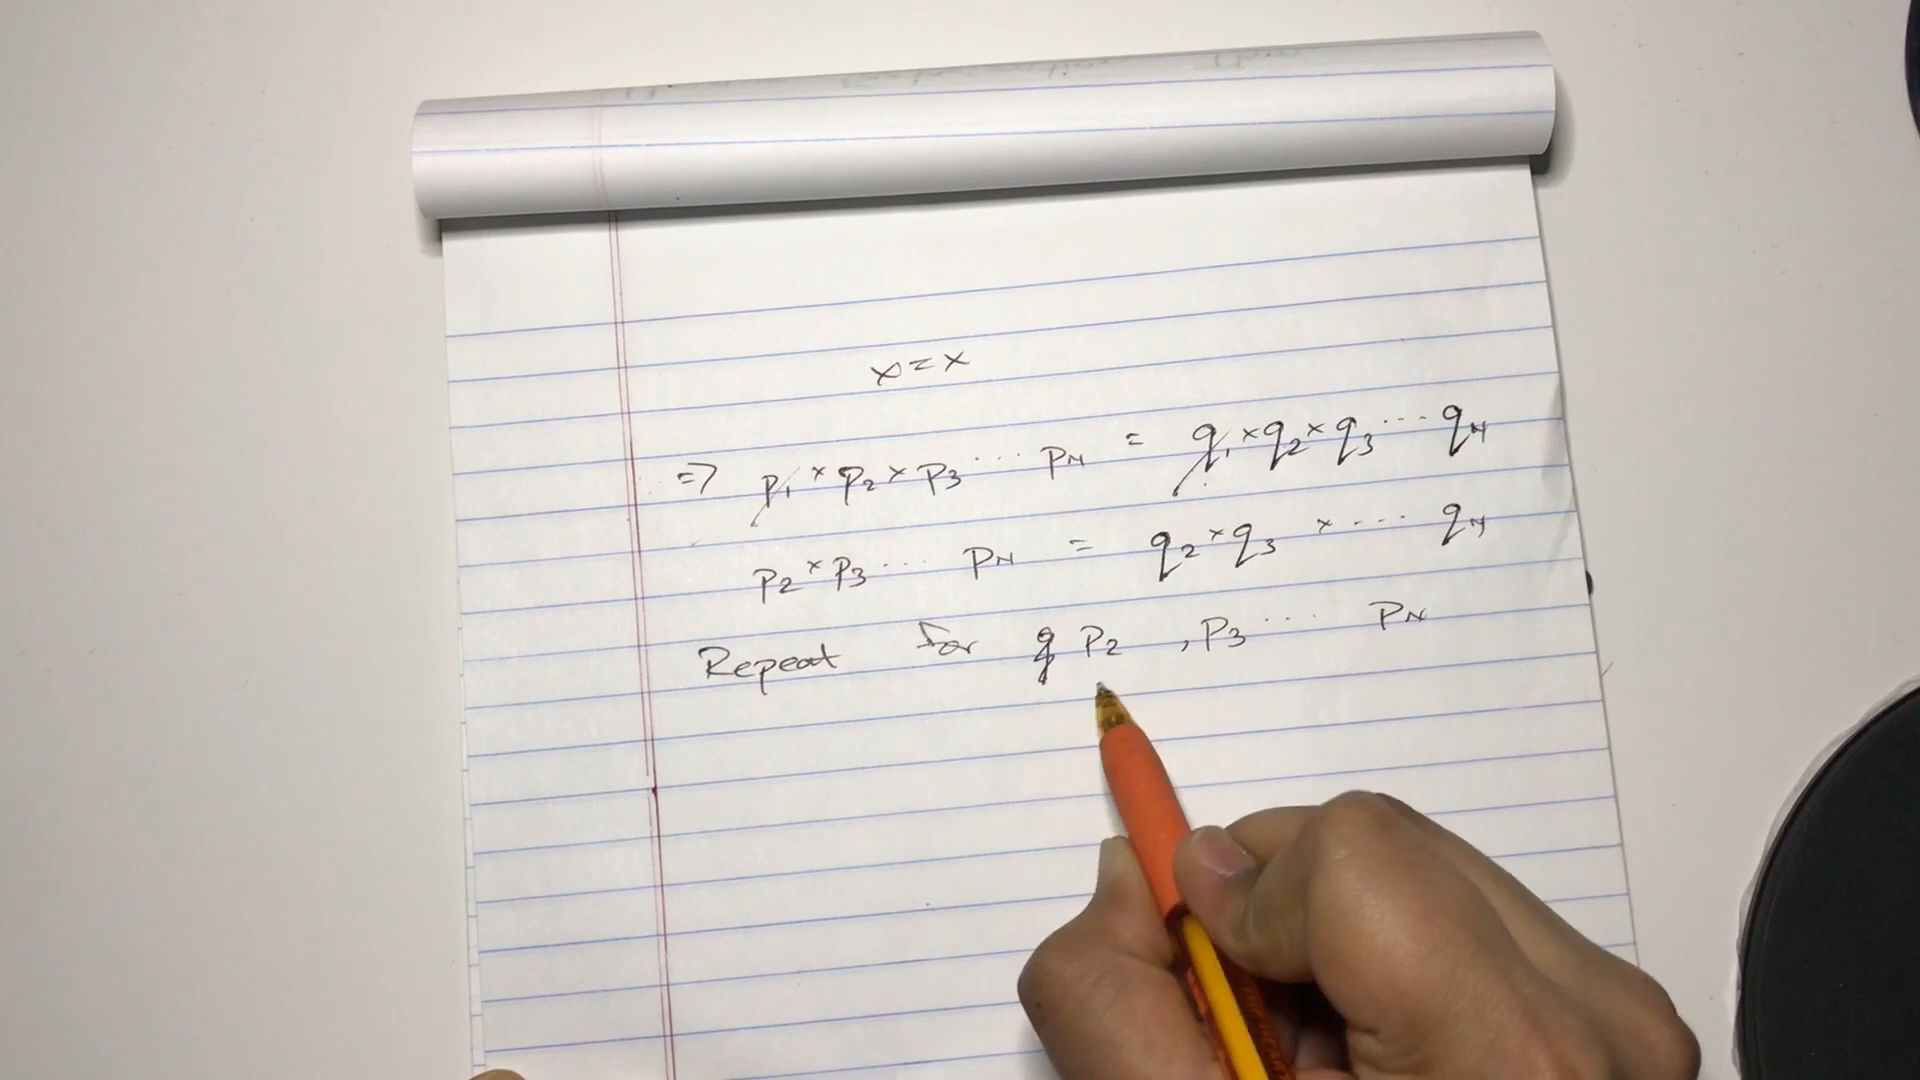 x = x
=> p₁ × p₂ × p₃ ... pₙ = q₁ × q₂ × q₃ ... qₙ
p₂ × p₃ ... pₙ = q₂ × q₃ × ... qₙ
Repeat for p₂ , p₃ ... pₙ